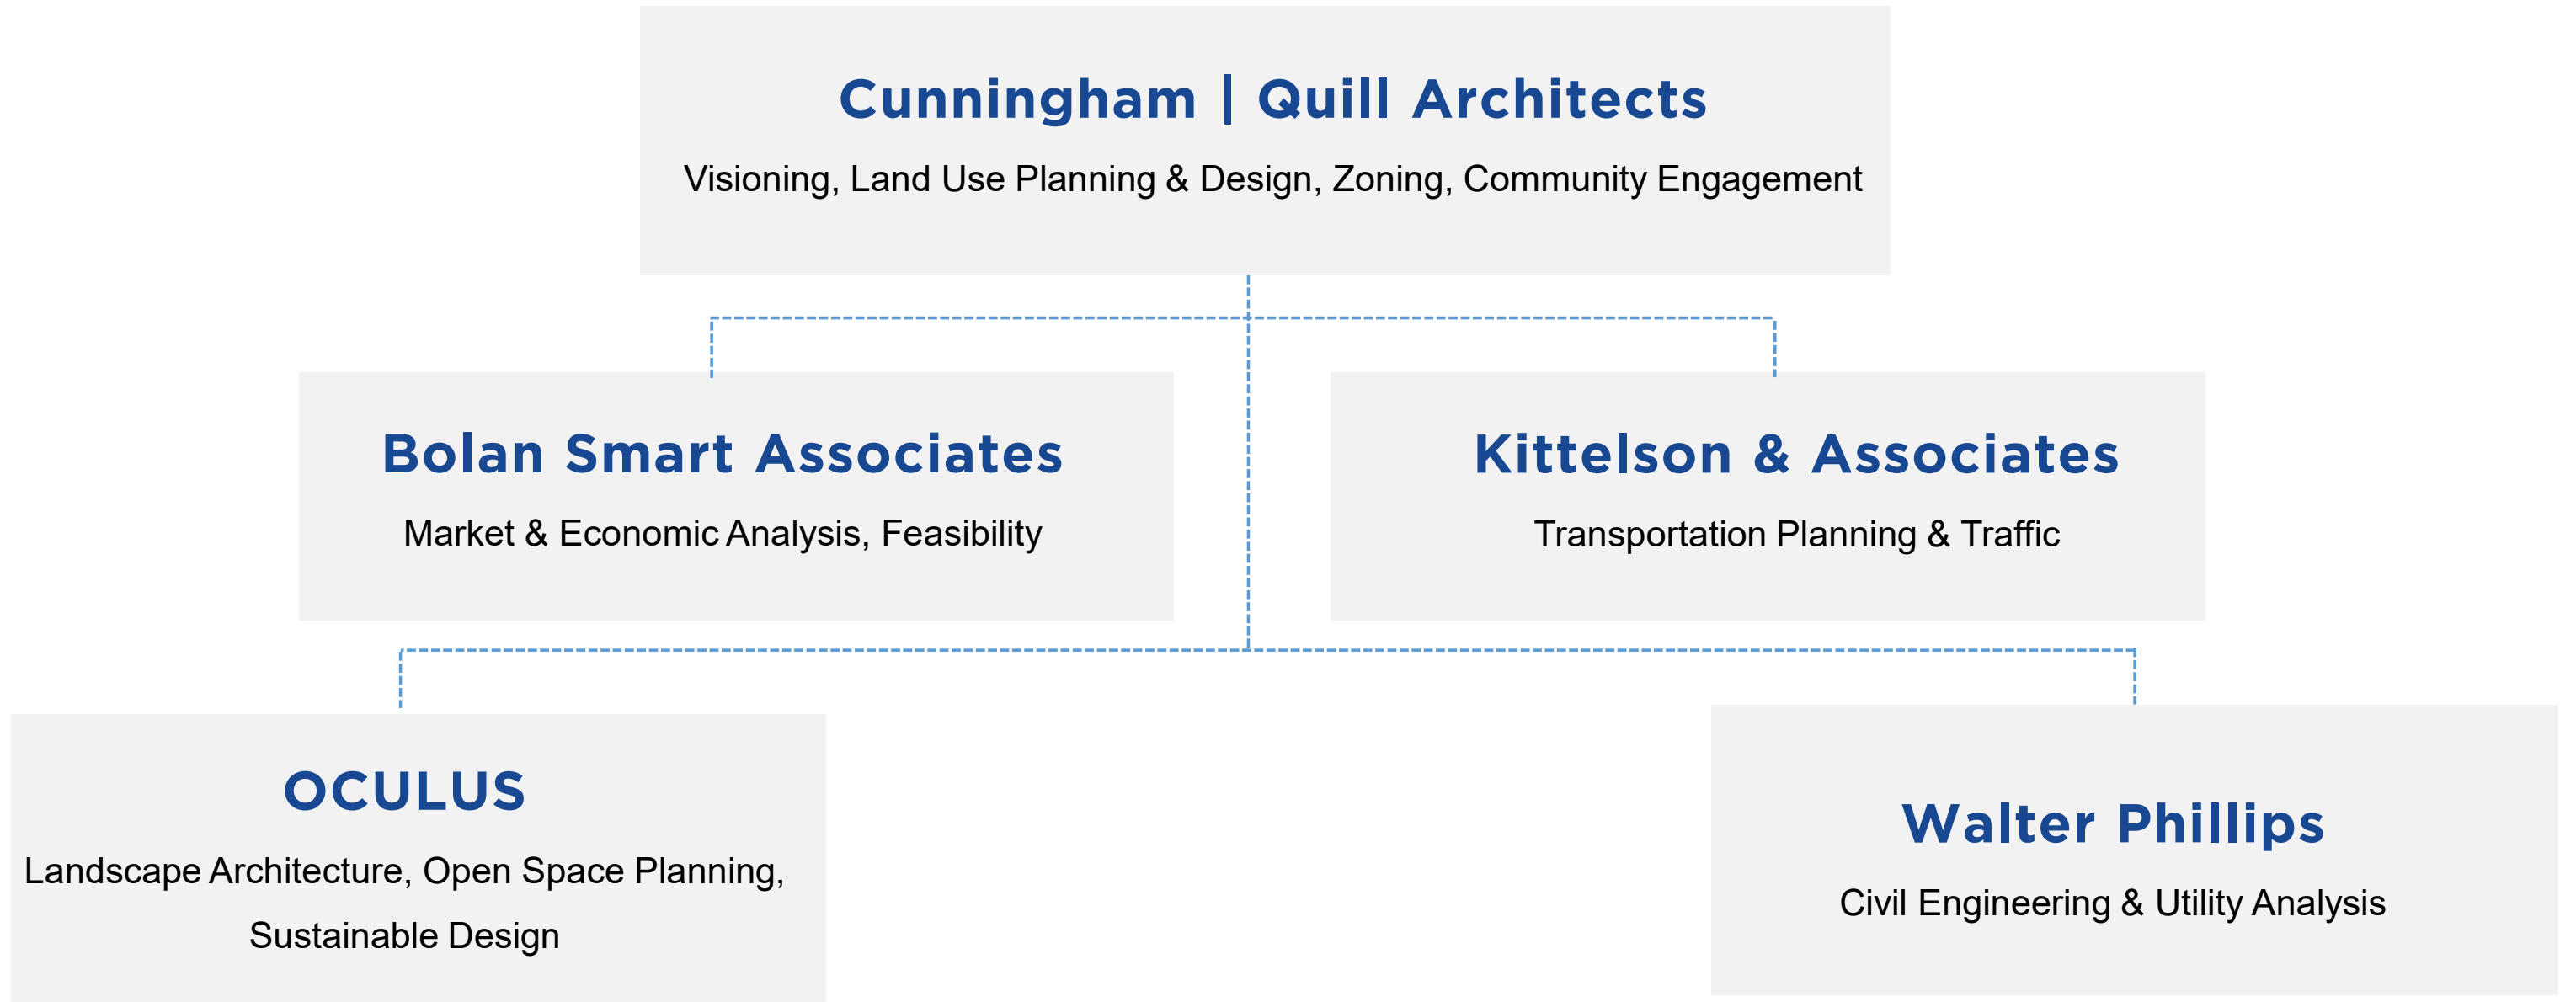 Cunningham | Quill Architects
Visioning, Land Use Planning & Design, Zoning, Community Engagement
Bolan Smart Associates
Market & Economic Analysis, Feasibility
Kittelson & Associates
Transportation Planning & Traffic
OCULUS
Landscape Architecture, Open Space Planning,
Sustainable Design
Walter Phillips
Civil Engineering & Utility Analysis